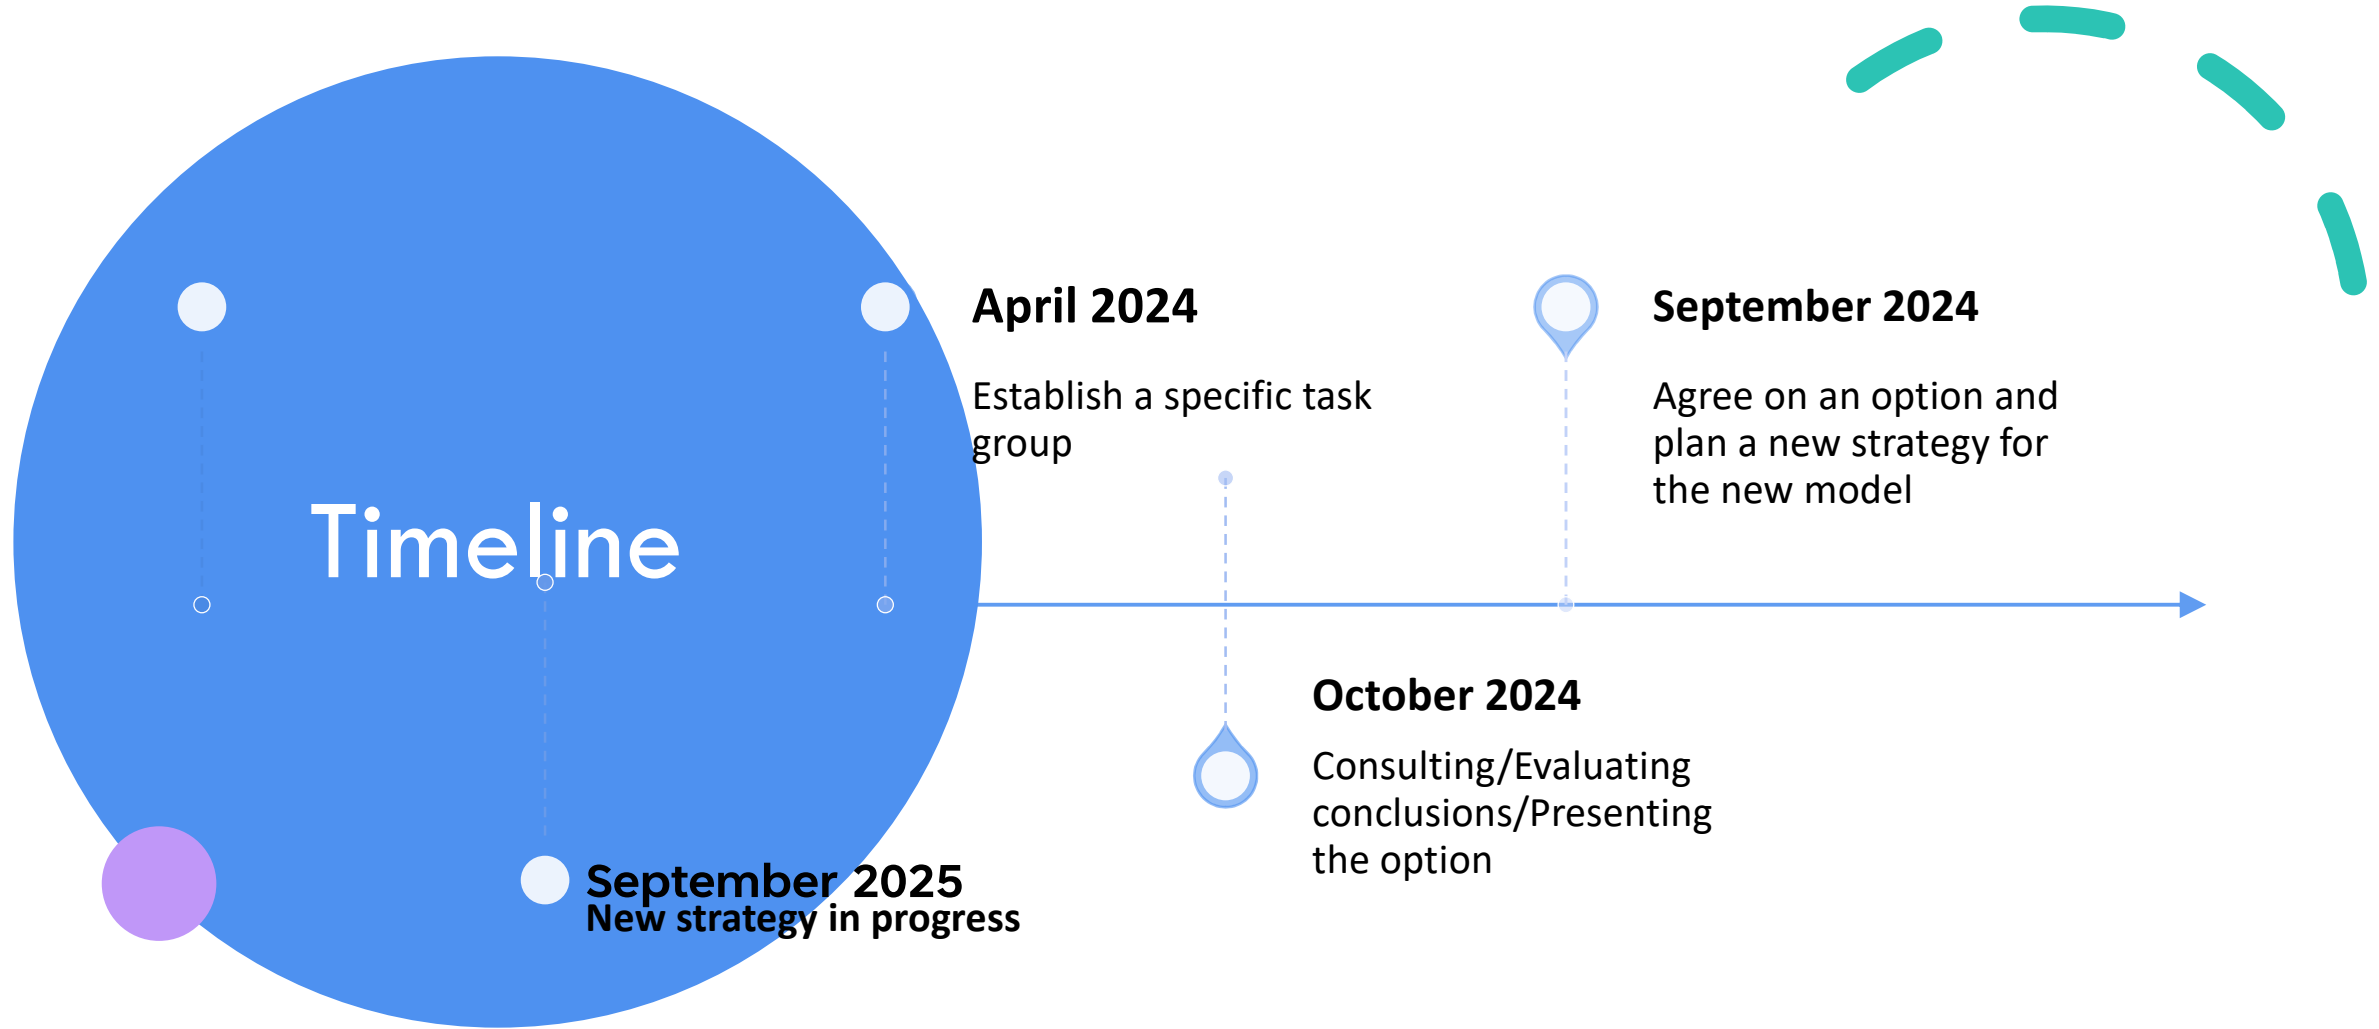 Timeline
April 2024
Establish a specific task
group
September 2024
Agree on an option and
plan a new strategy for
the new model
October 2024
Consulting/Evaluating
conclusions/Presenting
the option
September 2025
New strategy in progress